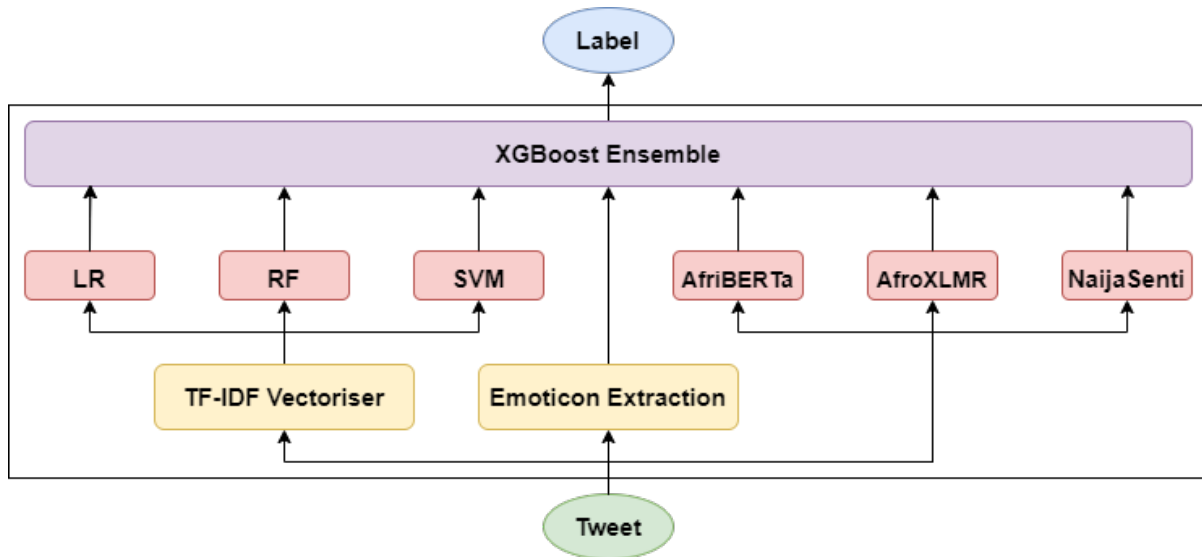 Label
XGBoost Ensemble
LR
RF
SVM
AfriBERTa
AfroXLMR
NaijaSenti
TF-IDF Vectoriser
Emoticon Extraction
Tweet